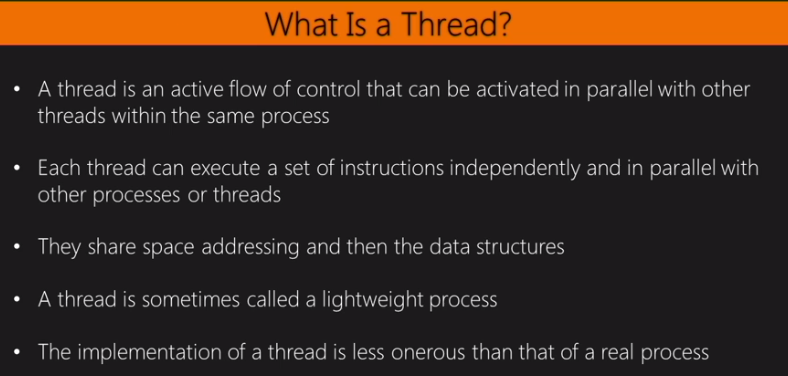 What Is a Thread?
• A thread is an active flow of control that can be activated in parallel with other
threads within the same process
• Each thread can execute a set of instructions independently and in parallel with
other processes or threads
• They share space addressing and then the data structures
• A thread is sometimes called a lightweight process
• The implementation of a thread is less onerous than that of a real process